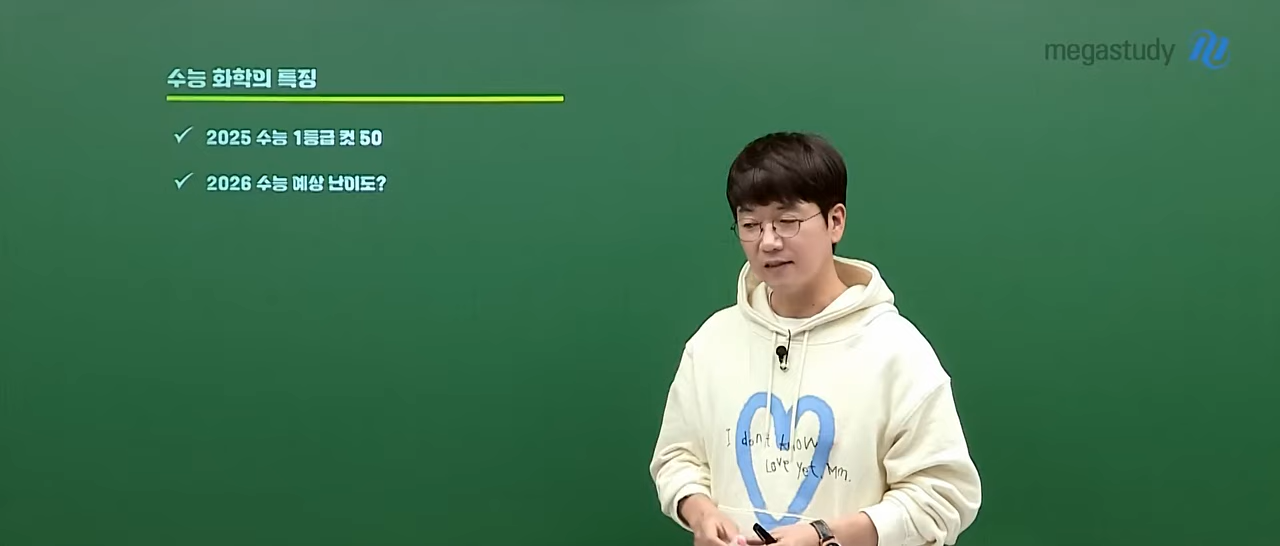 megastudy
수능 화학의 특징
✓ 2025 수능 1등급 컷 50
✓ 2026 수능 예상 난이도?
I don't know
Love yet. Mm.